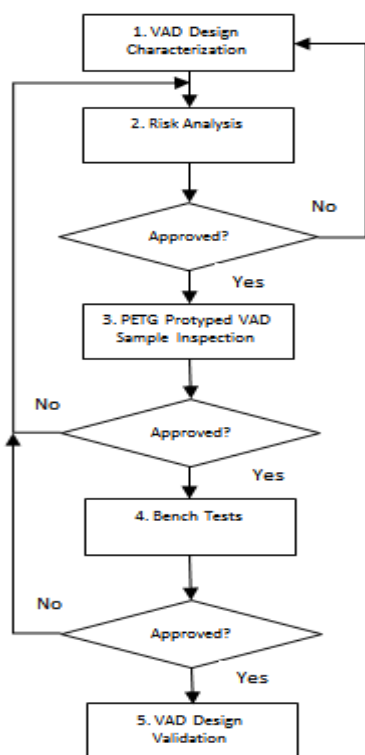 1. VAD Design
Characterization
2. Risk Analysis
No
Approved?
Yes
3. PETG Protyped VAD
Sample Inspection
No
Approved?
Yes
4. Bench Tests
No
Approved?
Yes
5. VAD Design
Validation